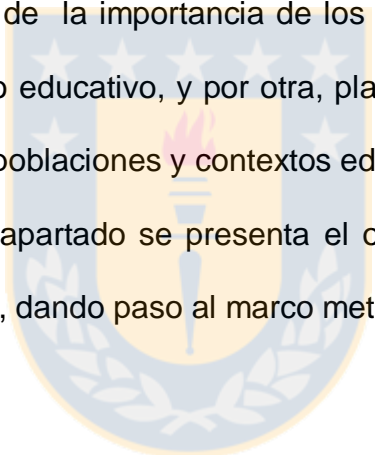 de la importancia de los
o educativo, y por otra, pla
poblaciones y contextos ed
apartado se presenta el c
, dando paso al marco met